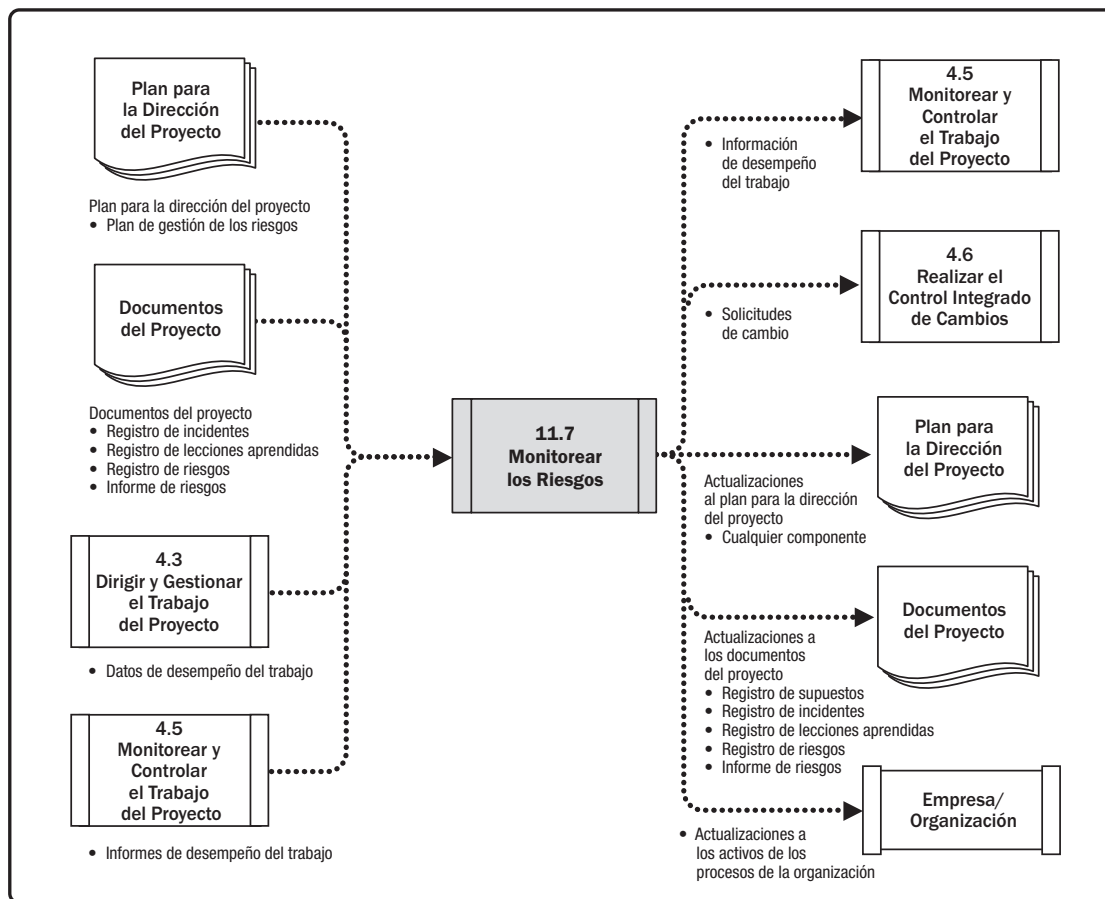 Plan para
la Dirección
del Proyecto
Plan para la dirección del proyecto
• Plan de gestión de los riesgos
Documentos
del Proyecto
Documentos del proyecto
• Registro de incidentes
• Registro de lecciones aprendidas
• Registro de riesgos
• Informe de riesgos
4.3
Dirigir y Gestionar
el Trabajo
del Proyecto
• Datos de desempeño del trabajo
4.5
Monitorear y
Controlar
el Trabajo
del Proyecto
• Informes de desempeño del trabajo
11.7
Monitorear
los Riesgos
4.5
Monitorear y
Controlar
el Trabajo
del Proyecto
• Información
de desempeño
del trabajo
4.6
Realizar el
Control Integrado
de Cambios
• Solicitudes
de cambio
Plan para
la Dirección
del Proyecto
Actualizaciones
al plan para la dirección
del proyecto
• Cualquier componente
Documentos
del Proyecto
Actualizaciones a
los documentos
del proyecto
• Registro de supuestos
• Registro de incidentes
• Registro de lecciones aprendidas
• Registro de riesgos
• Informe de riesgos
Empresa/
Organización
• Actualizaciones a
los activos de los
procesos de la organización